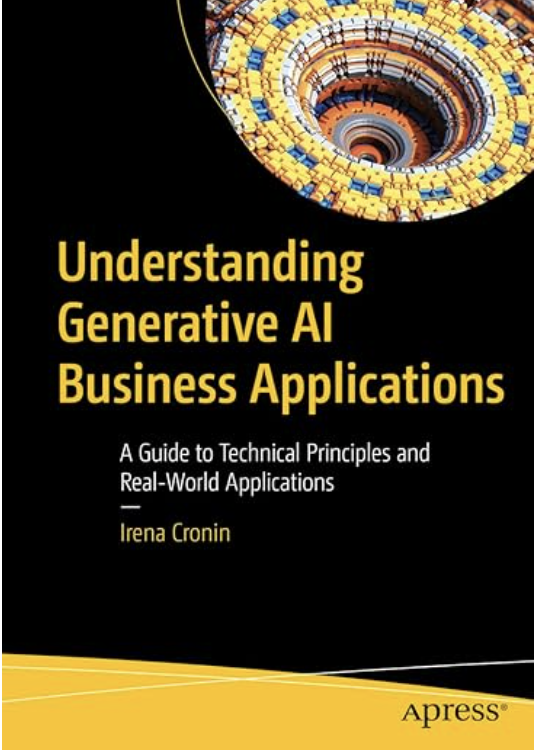 Understanding
Generative AI
Business Applications
A Guide to Technical Principles and
Real-World Applications
Irena Cronin
Apress®